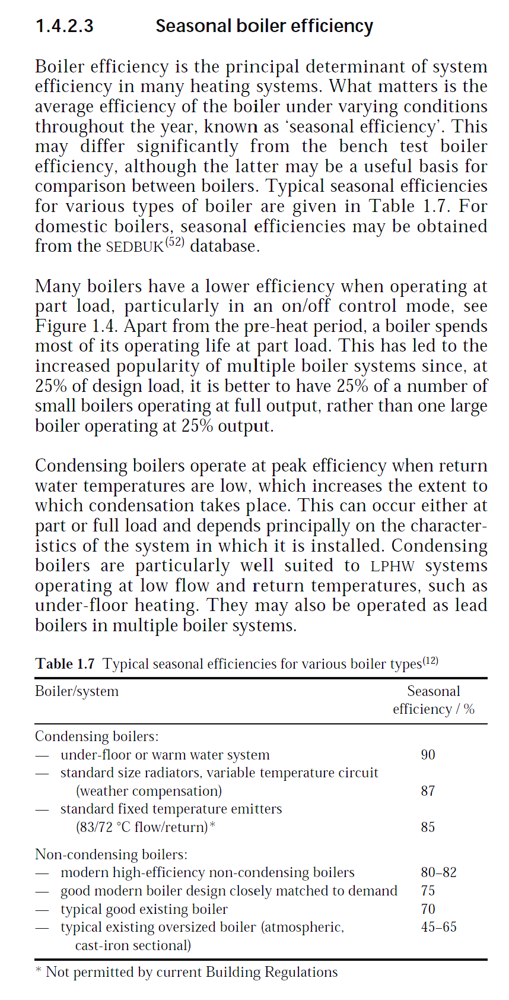 1.4.2.3 Seasonal boiler efficiency
Boiler efficiency is the principal determinant of system
efficiency in many heating systems. What matters is the
average efficiency of the boiler under varying conditions
throughout the year, known as ‘seasonal efficiency’. This
may differ significantly from the bench test boiler
efficiency, although the latter may be a useful basis for
comparison between boilers. Typical seasonal efficiencies
for various types of boiler are given in Table 1.7. For
domestic boilers, seasonal efficiencies may be obtained
from the SEDBUK(52) database.
Many boilers have a lower efficiency when operating at
part load, particularly in an on/off control mode, see
Figure 1.4. Apart from the pre-heat period, a boiler spends
most of its operating life at part load. This has led to the
increased popularity of multiple boiler systems since, at
25% of design load, it is better to have 25% of a number of
small boilers operating at full output, rather than one large
boiler operating at 25% output.
Condensing boilers operate at peak efficiency when return
water temperatures are low, which increases the extent to
which condensation takes place. This can occur either at
part or full load and depends principally on the character-
istics of the system in which it is installed. Condensing
boilers are particularly well suited to LPHW systems
operating at low flow and return temperatures, such as
under-floor heating. They may also be operated as lead
boilers in multiple boiler systems.
Table 1.7 Typical seasonal efficiencies for various boiler types(12)
Boiler/system Seasonal
efficiency / %
Condensing boilers:
— under-floor or warm water system 90
— standard size radiators, variable temperature circuit
(weather compensation) 87
— standard fixed temperature emitters
(83/72 °C flow/return)* 85
Non-condensing boilers:
— modern high-efficiency non-condensing boilers 80–82
— good modern boiler design closely matched to demand 75
— typical good existing boiler 70
— typical existing oversized boiler (atmospheric, 45–65
cast-iron sectional)
* Not permitted by current Building Regulations